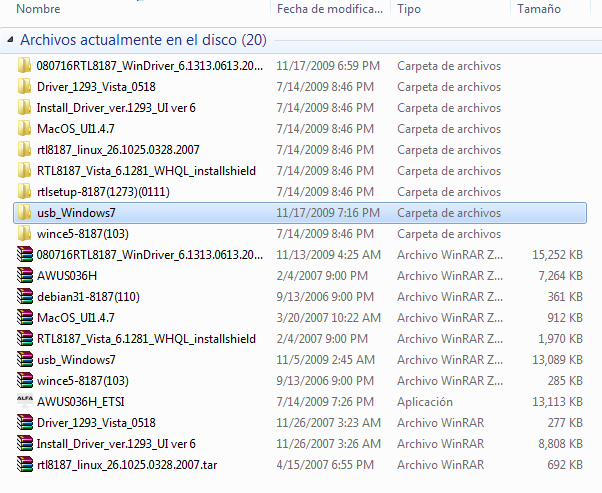 Nombre Fecha de modifica... Tipo Tamaño
Archivos actualmente en el disco (20)
080716RTL8187_WinDriver_6.1313.0613.20... 11/17/2009 6:59 PM Carpeta de archivos
Driver_1293_Vista_0518 7/14/2009 8:46 PM Carpeta de archivos
Install_Driver_ver.1293_UI ver 6 7/14/2009 8:46 PM Carpeta de archivos
MacOS_UI1.4.7 7/14/2009 8:46 PM Carpeta de archivos
rtl8187_linux_26.1025.0328.2007 7/14/2009 8:46 PM Carpeta de archivos
RTL8187_Vista_6.1281_WHQL_installshield 7/14/2009 8:46 PM Carpeta de archivos
rtlsetup-8187(1273)(0111) 7/14/2009 8:46 PM Carpeta de archivos
usb_Windows7 11/17/2009 7:16 PM Carpeta de archivos
wince5-8187(103) 7/14/2009 8:46 PM Carpeta de archivos
080716RTL8187_WinDriver_6.1313.0613.20... 11/13/2009 4:25 AM Archivo WinRAR Z... 15,252 KB
AWUS036H 2/4/2007 9:00 PM Archivo WinRAR Z... 7,264 KB
debian31-8187(110) 9/13/2006 9:00 PM Archivo WinRAR Z... 361 KB
MacOS_UI1.4.7 3/20/2007 10:22 AM Archivo WinRAR Z... 912 KB
RTL8187_Vista_6.1281_WHQL_installshield 2/4/2007 9:00 PM Archivo WinRAR Z... 1,970 KB
usb_Windows7 11/5/2009 2:45 AM Archivo WinRAR Z... 13,089 KB
wince5-8187(103) 9/13/2006 9:00 PM Archivo WinRAR Z... 285 KB
ALFA AWUS036H_ETSI 7/14/2009 7:26 PM Aplicación 13,113 KB
Driver_1293_Vista_0518 11/26/2007 3:23 AM Archivo WinRAR 277 KB
Install_Driver_ver.1293_UI ver 6 11/26/2007 3:26 AM Archivo WinRAR 8,808 KB
rtl8187_linux_26.1025.0328.2007.tar 4/15/2007 6:55 PM Archivo WinRAR 692 KB